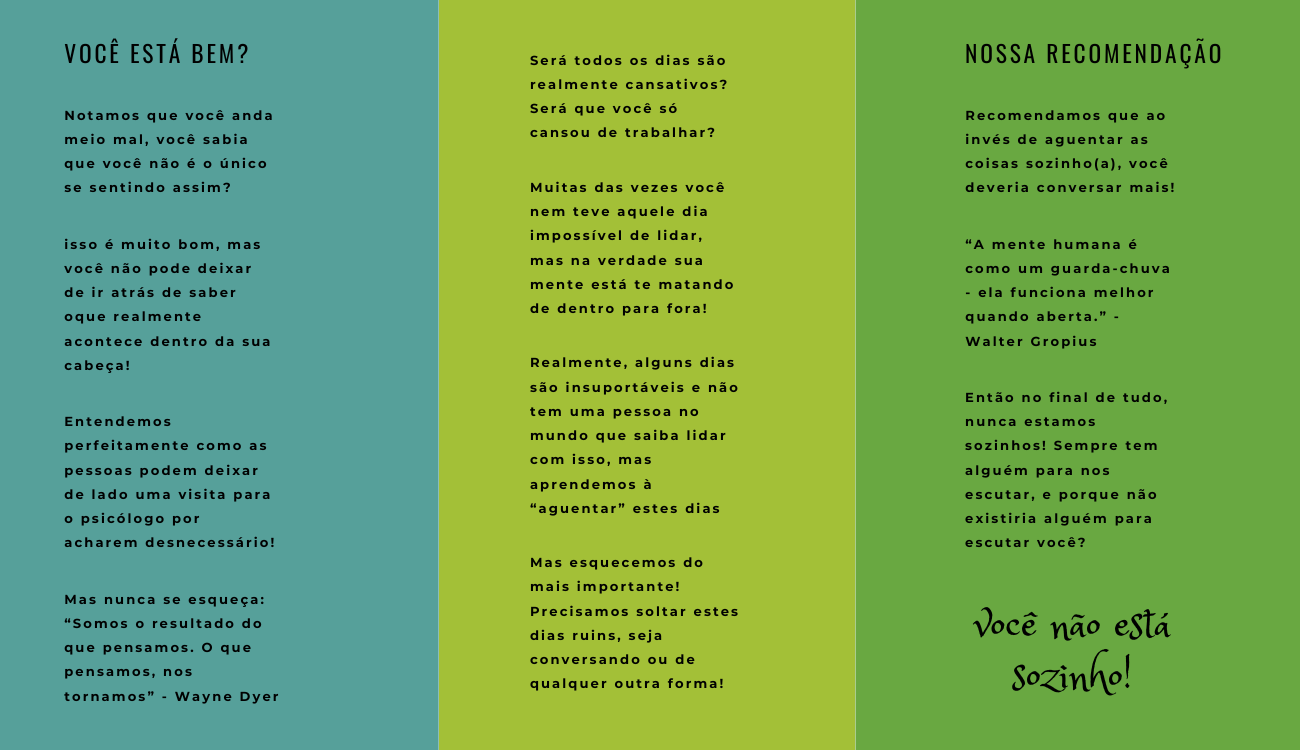 VOCÊ ESTÁ BEM?
Notamos que você anda
meio mal, você sabia
que você não é o único
se sentindo assim?
isso é muito bom, mas
você não pode deixar
de ir atrás de saber
oque realmente
acontece dentro da sua
cabeça!
Entendemos
perfeitamente como as
pessoas podem deixar
de lado uma visita para
o psicólogo por
acharem desnecessário!
Mas nunca se esqueça:
“Somos o resultado do
que pensamos. O que
pensamos, nos
tornamos” - Wayne Dyer
Será todos os dias são
realmente cansativos?
Será que você só
cansou de trabalhar?
Muitas das vezes você
nem teve aquele dia
impossível de lidar,
mas na verdade sua
mente está te matando
de dentro para fora!
Realmente, alguns dias
são insuportáveis e não
tem uma pessoa no
mundo que saiba lidar
com isso, mas
aprendemos à
“aguentar” estes dias
Mas esquecemos do
mais importante!
Precisamos soltar estes
dias ruins, seja
conversando ou de
qualquer outra forma!
NOSSA RECOMENDAÇÃO
Recomendamos que ao
invés de aguentar as
coisas sozinho(a), você
deveria conversar mais!
“A mente humana é
como um guarda-chuva
- ela funciona melhor
quando aberta.” -
Walter Gropius
Então no final de tudo,
nunca estamos
sozinhos! Sempre tem
alguém para nos
escutar, e porque não
existiria alguém para
escutar você?
Você não está
sozinho!